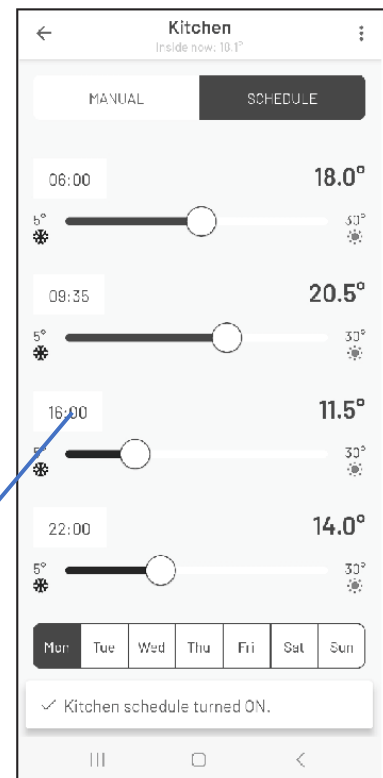 Kitchen
Inside now: 18.1°
MANUAL SCHEDULE
06:00 18.0°
5° 30°
09:35 20.5°
5° 30°
16:00 11.5°
5° 30°
22:00 14.0°
5° 30°
Mon Tue Wed Thu Fri Sat Sun
Kitchen schedule turned ON.